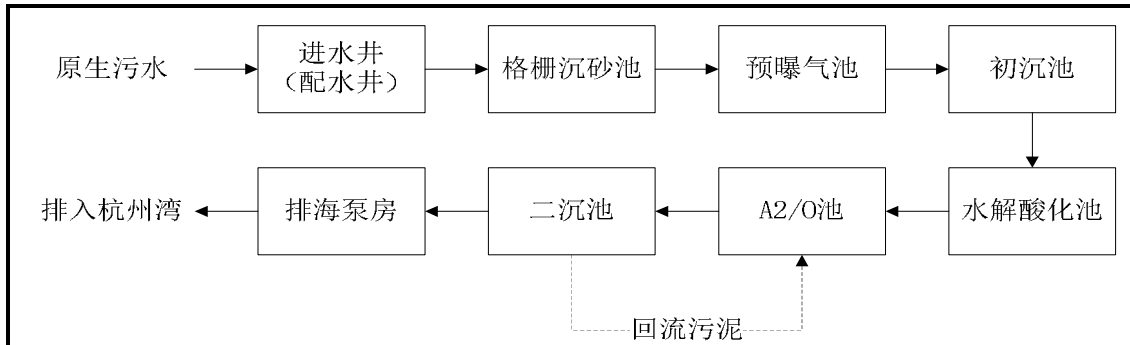 原生污水
进水井
（配水井）
格栅沉砂池
预曝气池
初沉池
排入杭州湾
排海泵房
二沉池
A2/O池
水解酸化池
回流污泥